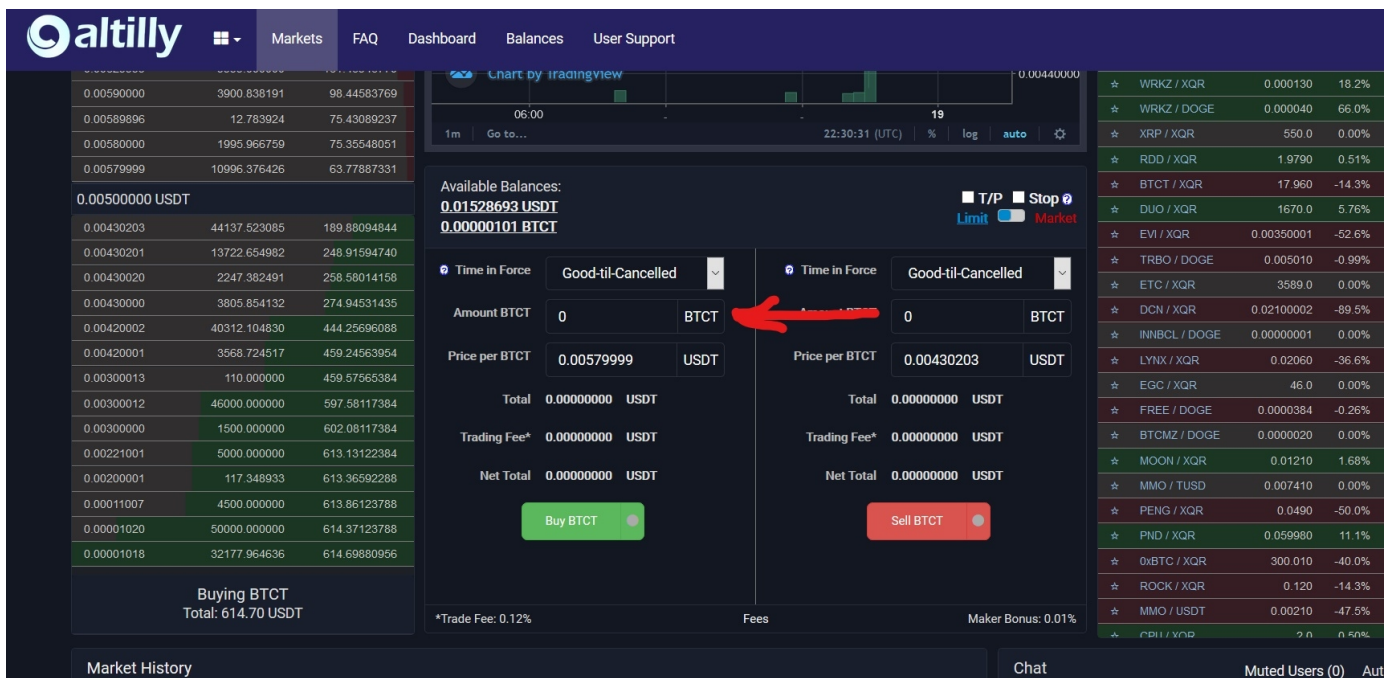 altilly
Markets FAQ Dashboard Balances User Support
0.00590000 3900.838191 98.44583769
0.00589896 12.783924 75.43089237
0.00580000 1995.966759 75.35548051
0.00579999 10996.376426 63.77887331
0.00500000 USDT
0.00430203 44137.523085 189.88094844
0.00430201 13722.654982 248.91594740
0.00430020 2247.382491 258.58014158
0.00430000 3805.854132 274.94531435
0.00420002 40312.104830 444.25696088
0.00420001 3568.724517 459.24563954
0.00300013 110.000000 459.57565384
0.00300012 46000.000000 597.58117384
0.00300000 1500.000000 602.08117384
0.00221001 5000.000000 613.13122384
0.00200001 117.348933 613.36592288
0.00011007 4500.000000 613.86123788
0.00001020 50000.000000 614.37123788
0.00001018 32177.964636 614.69880956
Buying BTCT
Total: 614.70 USDT
Chart by TradingView
0.00440000
06:00 19
1m Go to... 22:30:31 (UTC) % log auto
Available Balances:
0.01528693 USDT
0.00000101 BTCT
T/P Stop
Limit Market
Time in Force Good-til-Cancelled
Amount BTCT 0 BTCT
Price per BTCT 0.00579999 USDT
Total 0.00000000 USDT
Trading Fee* 0.00000000 USDT
Net Total 0.00000000 USDT
Buy BTCT
Time in Force Good-til-Cancelled
Amount BTCT 0 BTCT
Price per BTCT 0.00430203 USDT
Total 0.00000000 USDT
Trading Fee* 0.00000000 USDT
Net Total 0.00000000 USDT
Sell BTCT
*Trade Fee: 0.12% Fees Maker Bonus: 0.01%
WRKZ / XQR 0.000130 18.2%
WRKZ / DOGE 0.000040 66.0%
XRP / XQR 550.0 0.00%
RDD / XQR 1.9790 0.51%
BTCT / XQR 17.960 -14.3%
DUO / XQR 1670.0 5.76%
EVI / XQR 0.00350001 -52.6%
TRBO / DOGE 0.005010 -0.99%
ETC / XQR 3589.0 0.00%
DCN / XQR 0.02100002 -89.5%
INNBCL / DOGE 0.00000001 0.00%
LYNX / XQR 0.02060 -36.6%
EGC / XQR 46.0 0.00%
FREE / DOGE 0.0000384 -0.26%
BTCMZ / DOGE 0.0000020 0.00%
MOON / XQR 0.01210 1.68%
MMO / TUSD 0.007410 0.00%
PENG / XQR 0.0490 -50.0%
PND / XQR 0.059980 11.1%
0xBTC / XQR 300.010 -40.0%
ROCK / XQR 0.120 -14.3%
MMO / USDT 0.00210 -47.5%
CPU / XQR 2.0 0.50%
Market History
Chat Muted Users (0) Aut